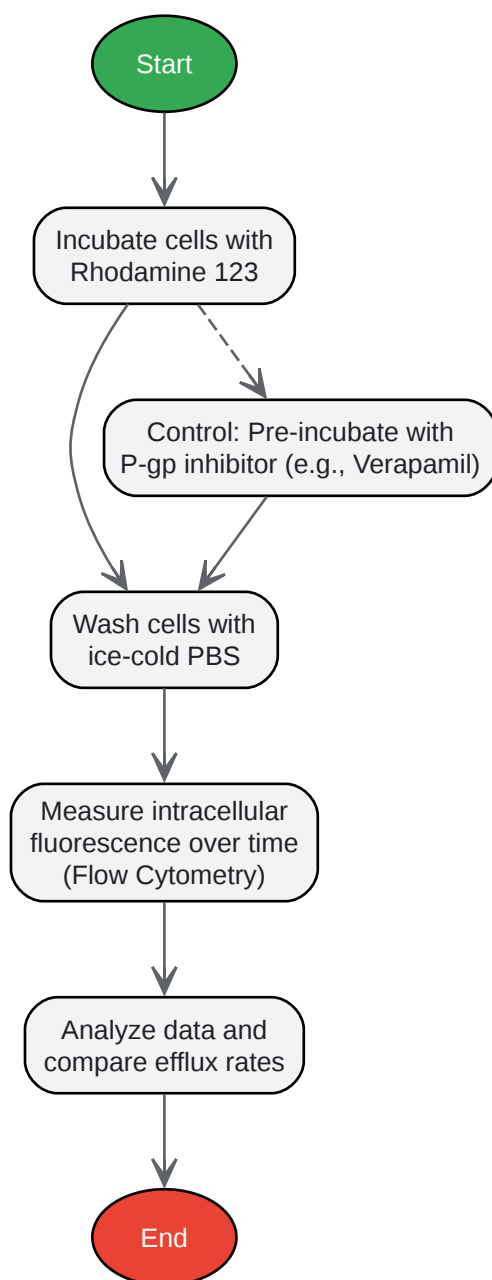 Start
Incubate cells with
Rhodamine 123
Control: Pre-incubate with
P-gp inhibitor (e.g., Verapamil)
Wash cells with
ice-cold PBS
Measure intracellular
fluorescence over time
(Flow Cytometry)
Analyze data and
compare efflux rates
End